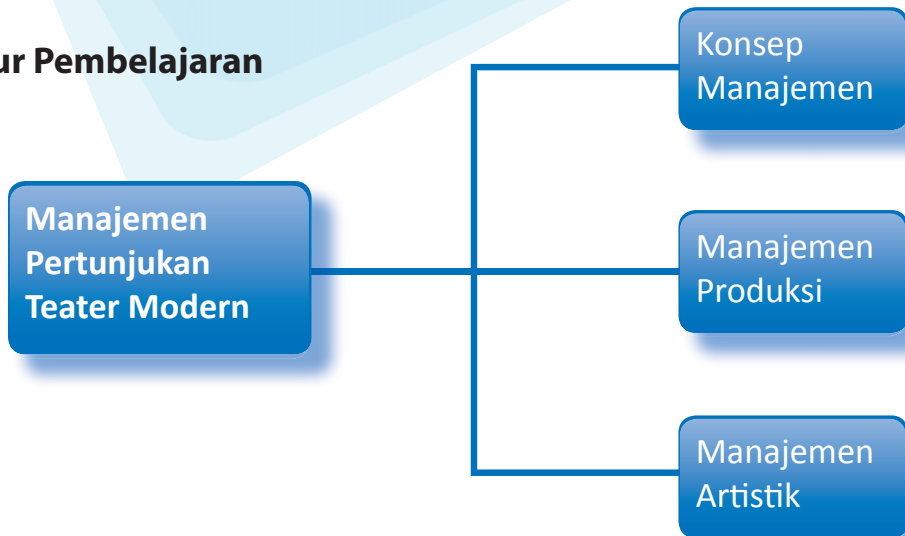 ur Pembelajaran
Konsep
Manajemen
Manajemen
Pertunjukan
Teater Modern
Manajemen
Produksi
Manajemen
Artistik